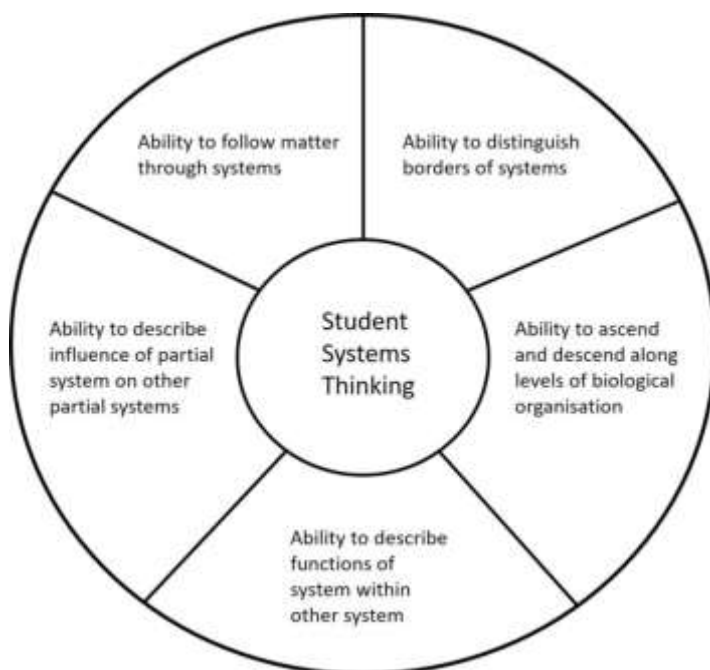 Ability to follow matter
through systems
Ability to distinguish
borders of systems
Ability to describe
influence of partial
system on other
partial systems
Student
Systems
Thinking
Ability to ascend
and descend along
levels of biological
organisation
Ability to describe
functions of
system within
other system